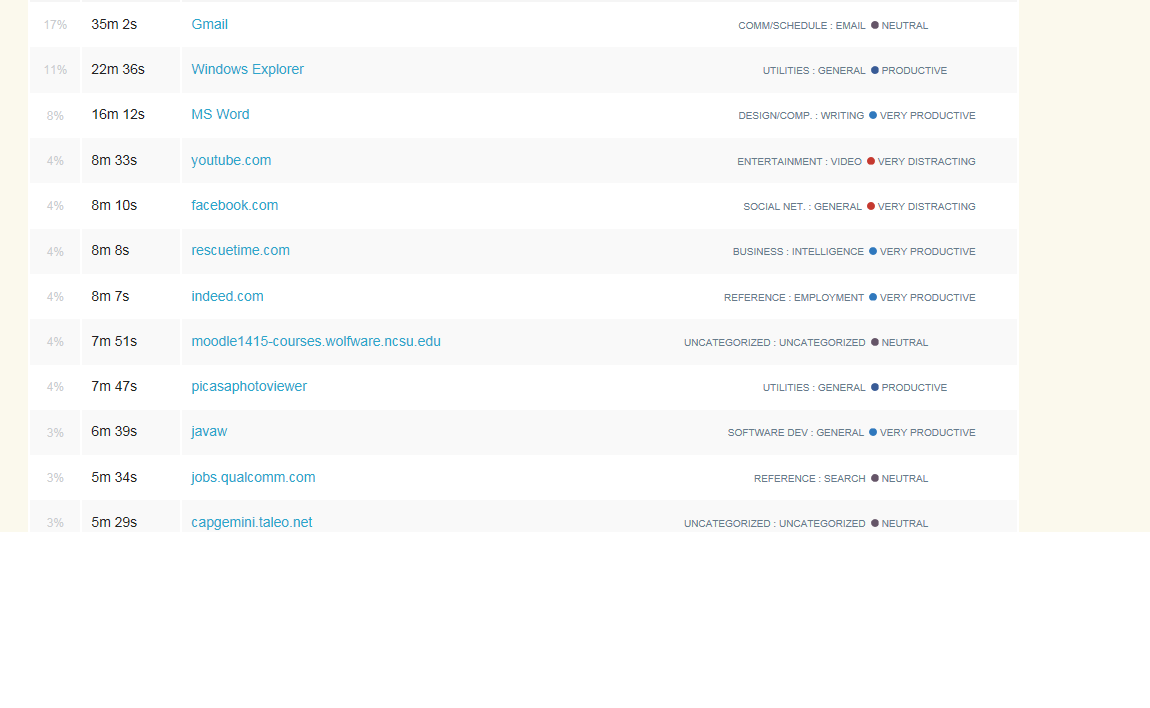 17% 35m 2s Gmail COMM/SCHEDULE : EMAIL NEUTRAL
11% 22m 36s Windows Explorer UTILITIES : GENERAL PRODUCTIVE
8% 16m 12s MS Word DESIGN/COMP. : WRITING VERY PRODUCTIVE
4% 8m 33s youtube.com ENTERTAINMENT : VIDEO VERY DISTRACTING
4% 8m 10s facebook.com SOCIAL NET. : GENERAL VERY DISTRACTING
4% 8m 8s rescuetime.com BUSINESS : INTELLIGENCE VERY PRODUCTIVE
4% 8m 7s indeed.com REFERENCE : EMPLOYMENT VERY PRODUCTIVE
4% 7m 51s moodle1415-courses.wolfware.ncsu.edu UNCATEGORIZED : UNCATEGORIZED NEUTRAL
4% 7m 47s picasaphotoviewer UTILITIES : GENERAL PRODUCTIVE
3% 6m 39s javaw SOFTWARE DEV : GENERAL VERY PRODUCTIVE
3% 5m 34s jobs.qualcomm.com REFERENCE : SEARCH NEUTRAL
3% 5m 29s capgemini.taleo.net UNCATEGORIZED : UNCATEGORIZED NEUTRAL